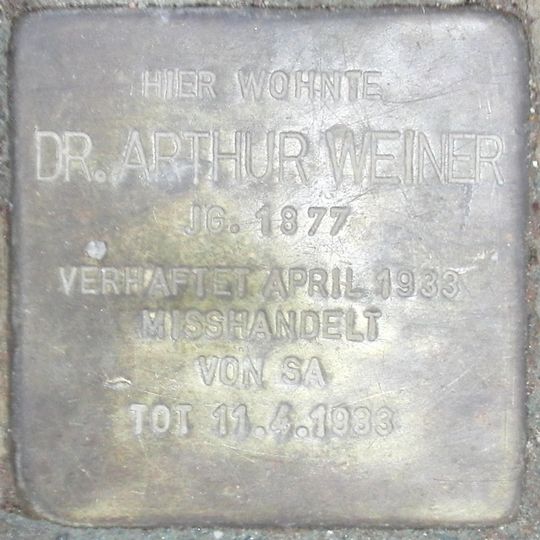 HIER WOHNTE
DR. ARTHUR WEINER
JG. 1877
VERHAFTET APRIL 1933
MISSHANDELT
VON SA
TOT 11.4.1933